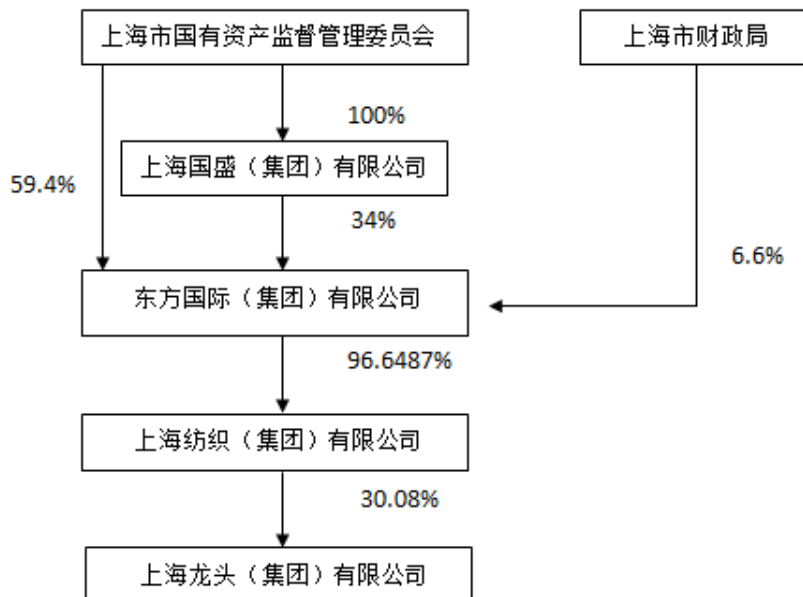 上海市国有资产监督管理委员会
上海市财政局
100%
上海国盛（集团）有限公司
59.4%
34%
6.6%
东方国际（集团）有限公司
96.6487%
上海纺织（集团）有限公司
30.08%
上海龙头（集团）有限公司